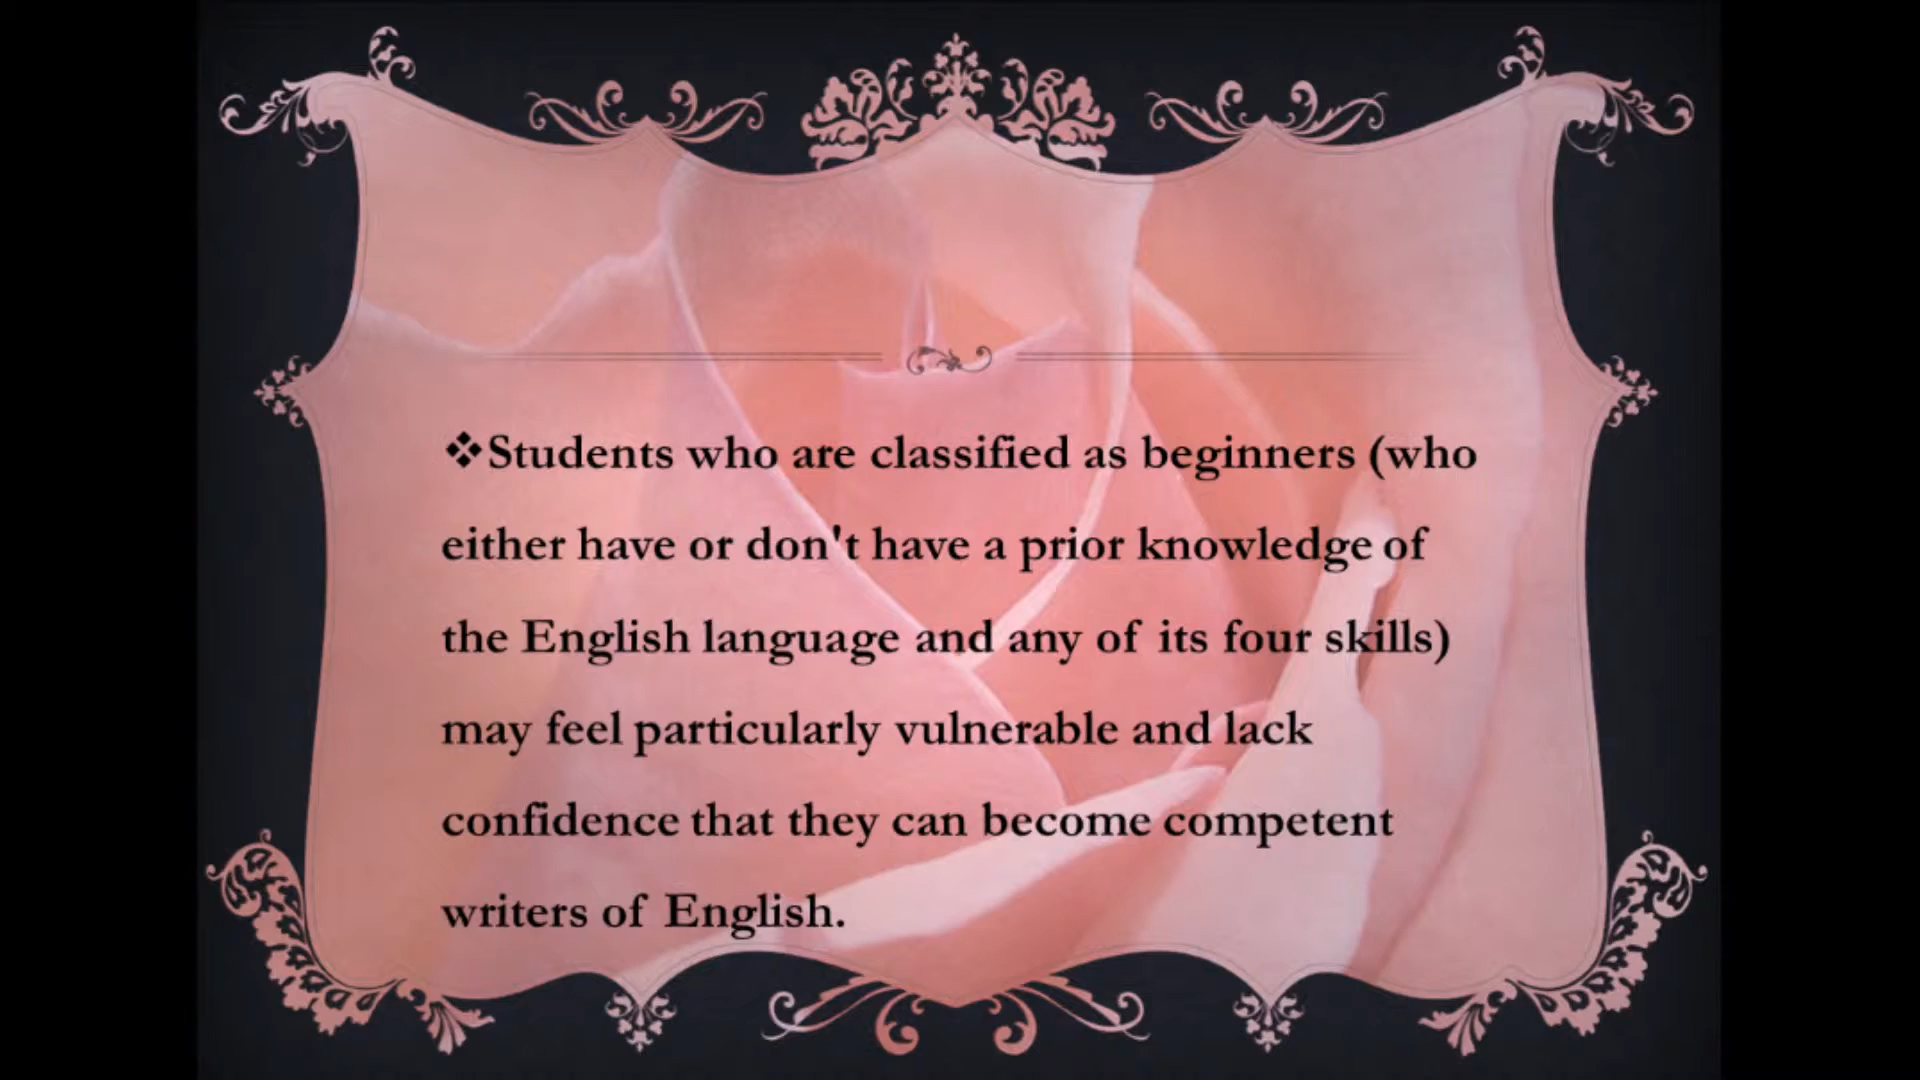 ❖Students who are classified as beginners (who
either have or don't have a prior knowledge of
the English language and any of its four skills)
may feel particularly vulnerable and lack
confidence that they can become competent
writers of English.